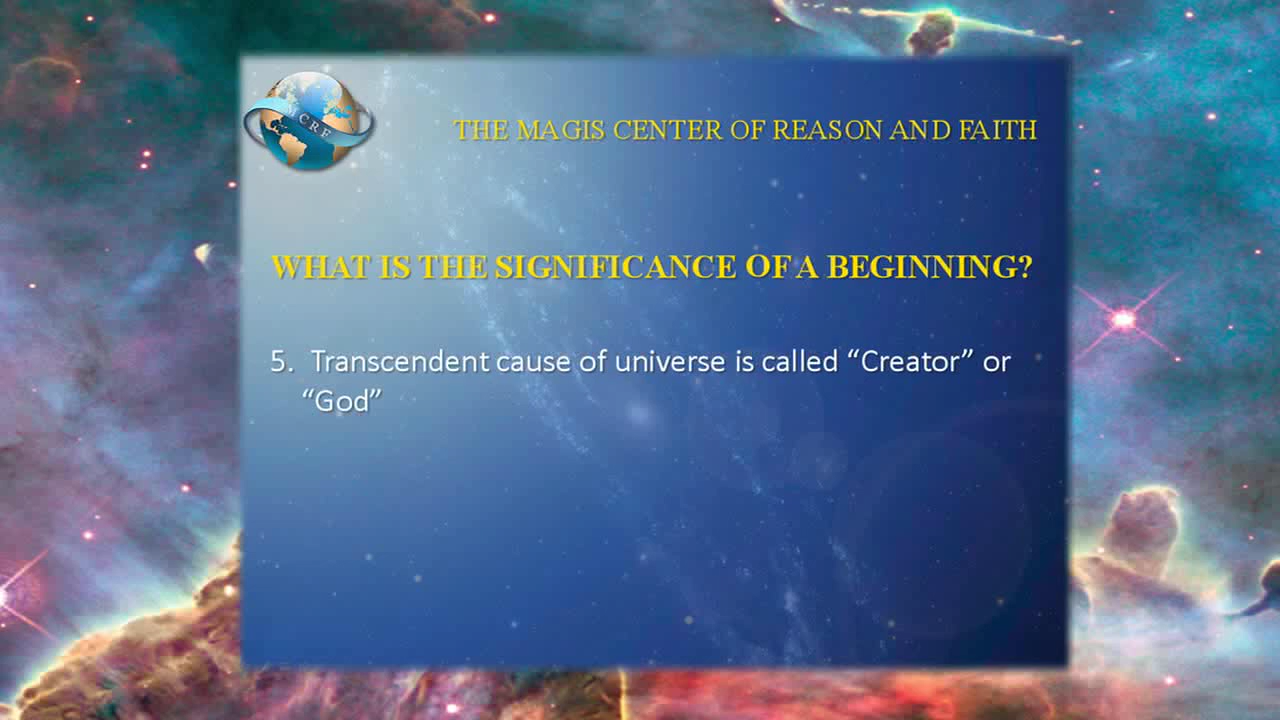 MCRF
THE MAGIS CENTER OF REASON AND FAITH
WHAT IS THE SIGNIFICANCE OF A BEGINNING?
5. Transcendent cause of universe is called “Creator” or
“God”